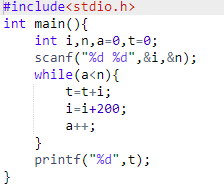 #include<stdio.h>
int main(){
    int i,n,a=0,t=0;
    scanf("%d %d",&i,&n);
    while(a<n){
        t=t+i;
        i=i+200;
        a++;
    }
    printf("%d",t);
}